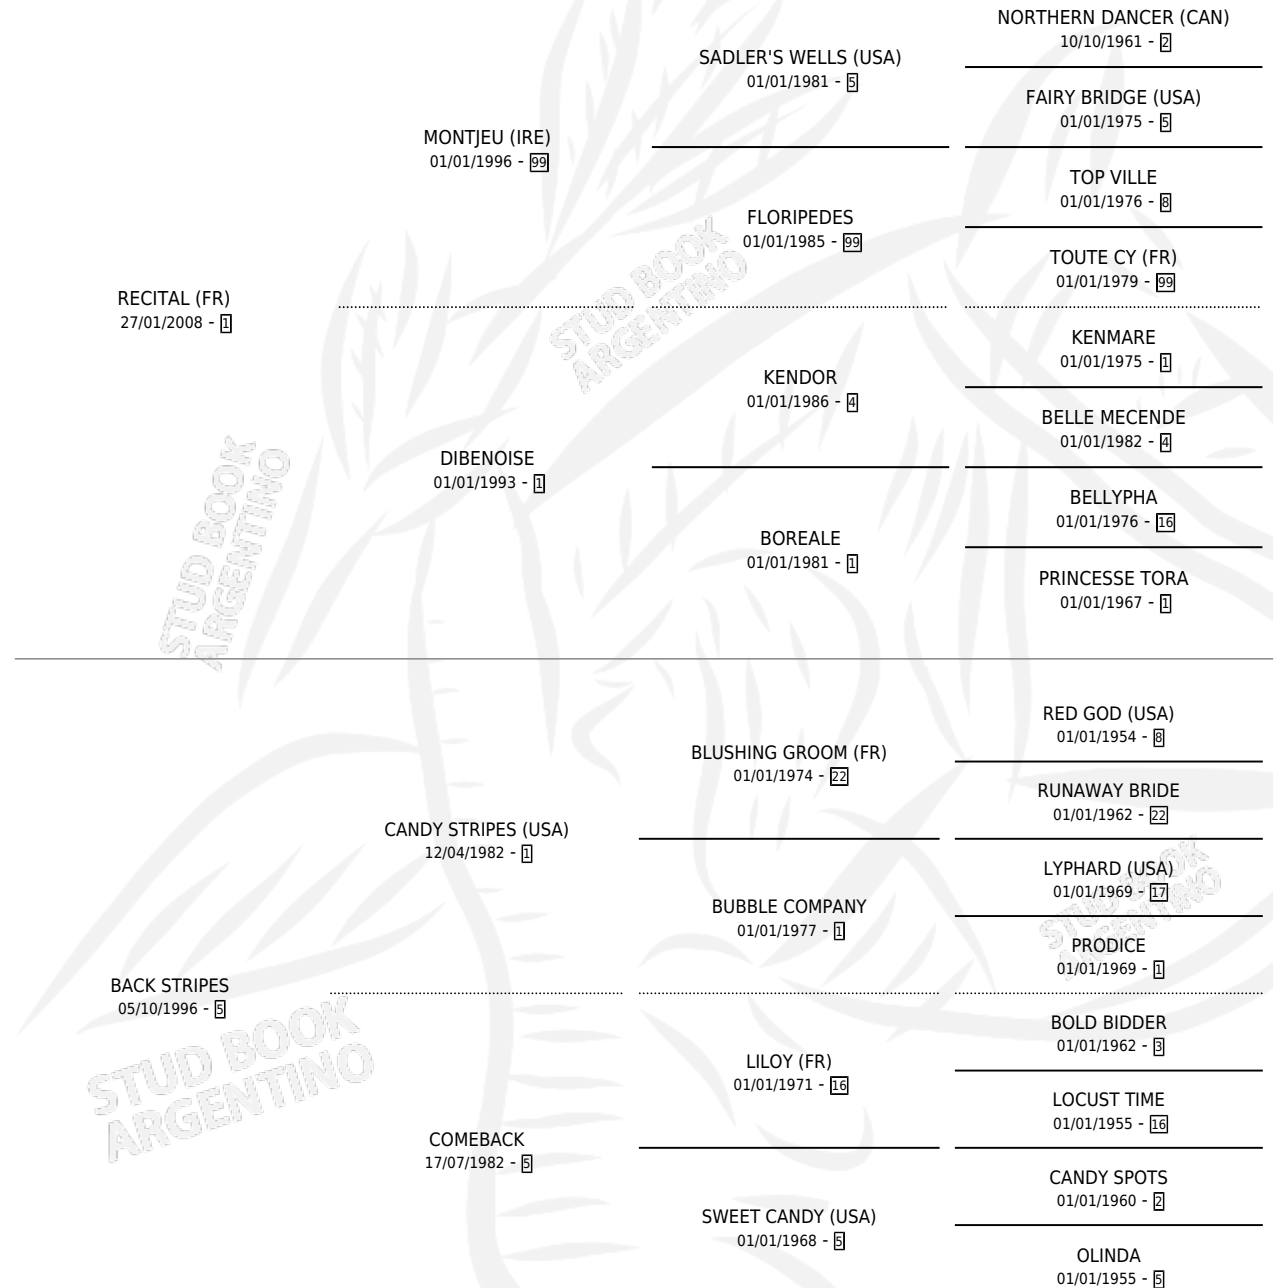 NORTHERN DANCER (CAN)
10/10/1961 - 2
SADLER'S WELLS (USA)
01/01/1981 - 5
FAIRY BRIDGE (USA)
01/01/1975 - 5
MONTJEU (IRE)
01/01/1996 - 99
TOP VILLE
01/01/1976 - 8
FLORIPEDES
01/01/1985 - 99
TOUTE CY (FR)
01/01/1979 - 99
RECITAL (FR)
27/01/2008 - 1
KENMARE
01/01/1975 - 1
KENDOR
01/01/1986 - 4
BELLE MECENDE
01/01/1982 - 4
DIBENOISE
01/01/1993 - 1
BELLYPHA
01/01/1976 - 16
BOREALE
01/01/1981 - 1
PRINCESSE TORA
01/01/1967 - 1
RED GOD (USA)
01/01/1954 - 8
BLUSHING GROOM (FR)
01/01/1974 - 22
RUNAWAY BRIDE
01/01/1962 - 22
CANDY STRIPES (USA)
12/04/1982 - 1
LYPHARD (USA)
01/01/1969 - 17
BUBBLE COMPANY
01/01/1977 - 1
PRODICE
01/01/1969 - 1
BACK STRIPES
05/10/1996 - 5
BOLD BIDDER
01/01/1962 - 3
LILOY (FR)
01/01/1971 - 16
LOCUST TIME
01/01/1955 - 16
COMEBACK
17/07/1982 - 5
CANDY SPOTS
01/01/1960 - 2
SWEET CANDY (USA)
01/01/1968 - 5
OLINDA
01/01/1955 - 5
STUD BOOK
ARGENTINO
STUD BOOK
ARGENTINO
STUD BOOK
ARGENTINO
STUD BOOK
ARGENTINO